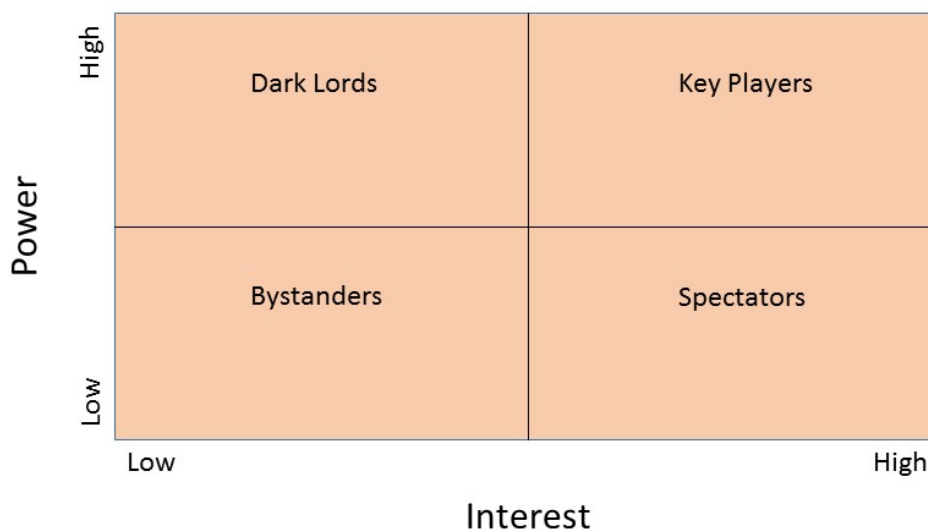 High
Dark Lords
Key Players
Power
Bystanders
Spectators
Low
Low
High
Interest